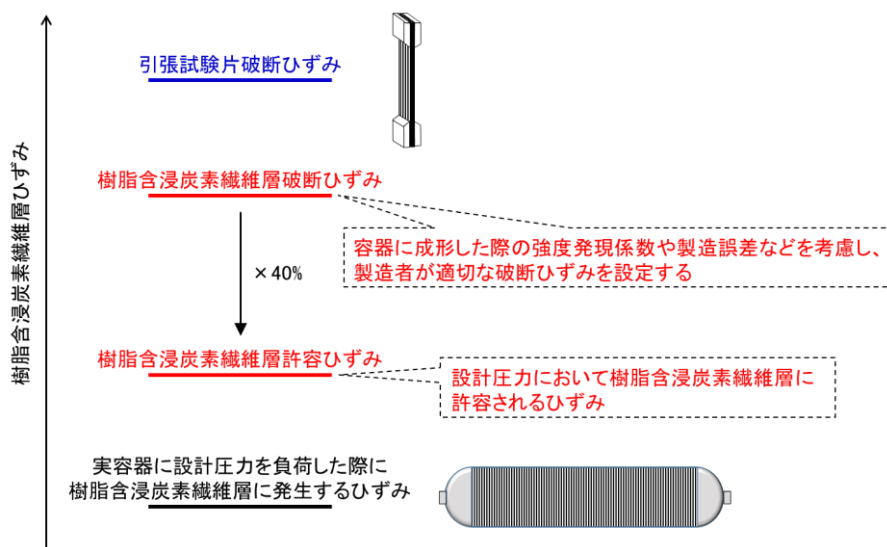 樹脂含浸炭素繊維層ひずみ
引張試験片破断ひずみ
樹脂含浸炭素繊維層破断ひずみ
容器に成形した際の強度発現係数や製造誤差などを考慮し、
製造者が適切な破断ひずみを設定する
×40%
樹脂含浸炭素繊維層許容ひずみ
設計圧力において樹脂含浸炭素繊維層に
許容されるひずみ
実容器に設計圧力を負荷した際に
樹脂含浸炭素繊維層に発生するひずみ